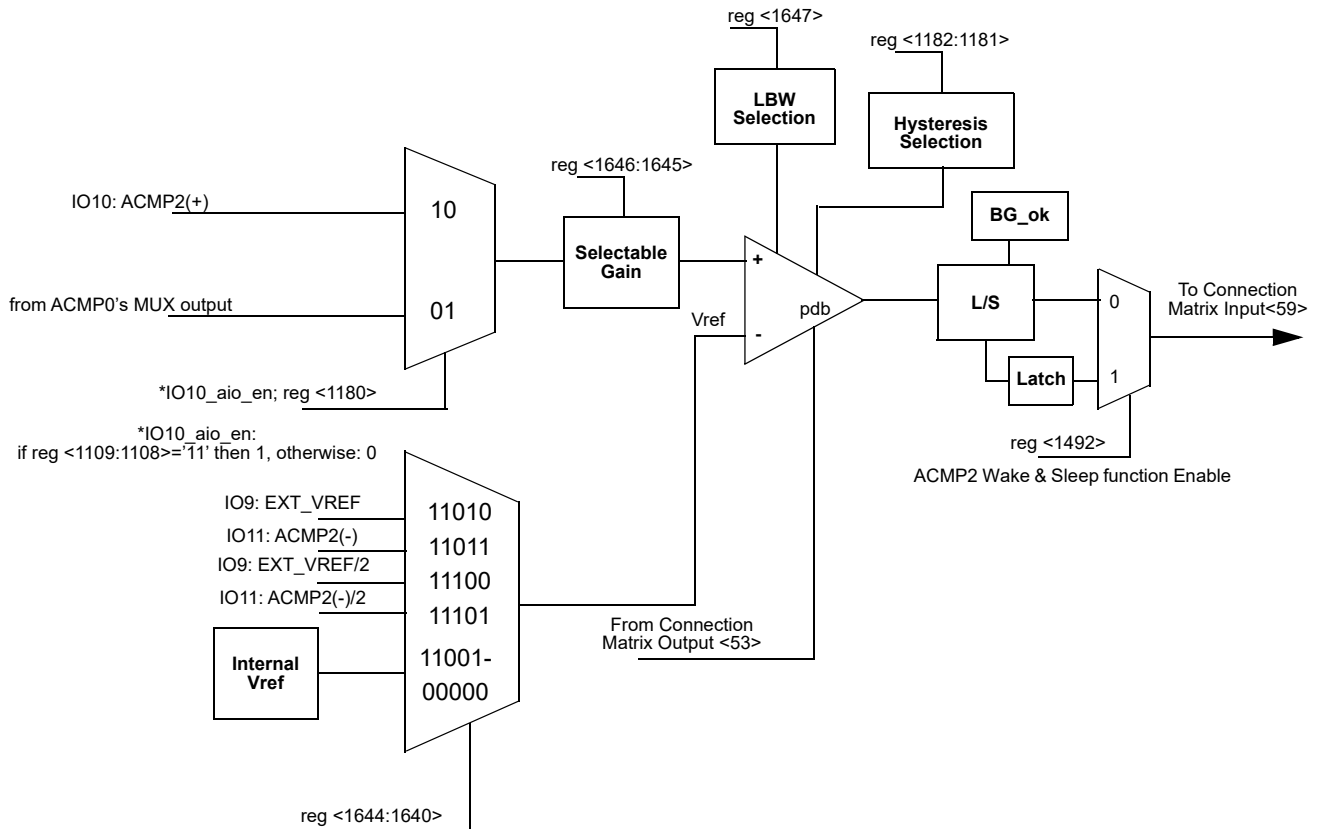 reg <1647>
reg <1182:1181>
LBW
Selection
Hysteresis
Selection
reg <1646:1645>
IO10: ACMP2(+)
10
BG_ok
Selectable
Gain
+
from ACMP0's MUX output
01
L/S
0
To Connection
Matrix Input<59>
pdb
Vref
-
Latch
1
*IO10_aio_en; reg <1180>
*IO10_aio_en:
if reg <1109:1108>='11' then 1, otherwise: 0
reg <1492>
ACMP2 Wake & Sleep function Enable
IO9: EXT_VREF
11010
IO11: ACMP2(-)
11011
IO9: EXT_VREF/2
11100
IO11: ACMP2(-)/2
11101
From Connection
Matrix Output <53>
Internal
Vref
11001-
00000
reg <1644:1640>